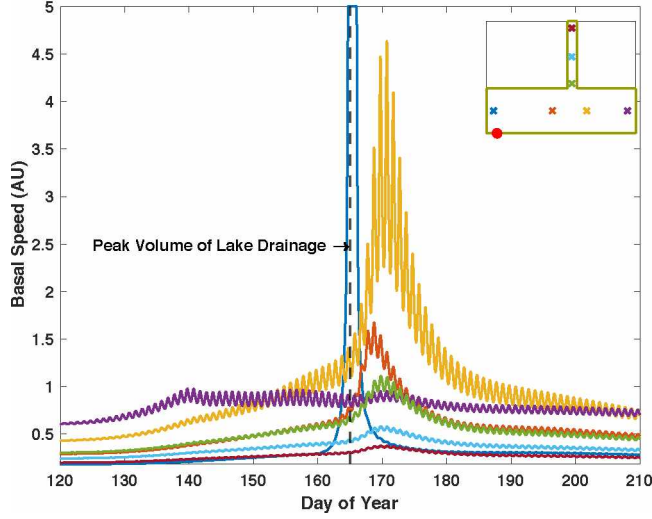 5
4.5
4
3.5
3
2.5
2
1.5
1
0.5
Basal Speed (AU)
Peak Volume of Lake Drainage
120 130 140 150 160 170 180 190 200 210
Day of Year